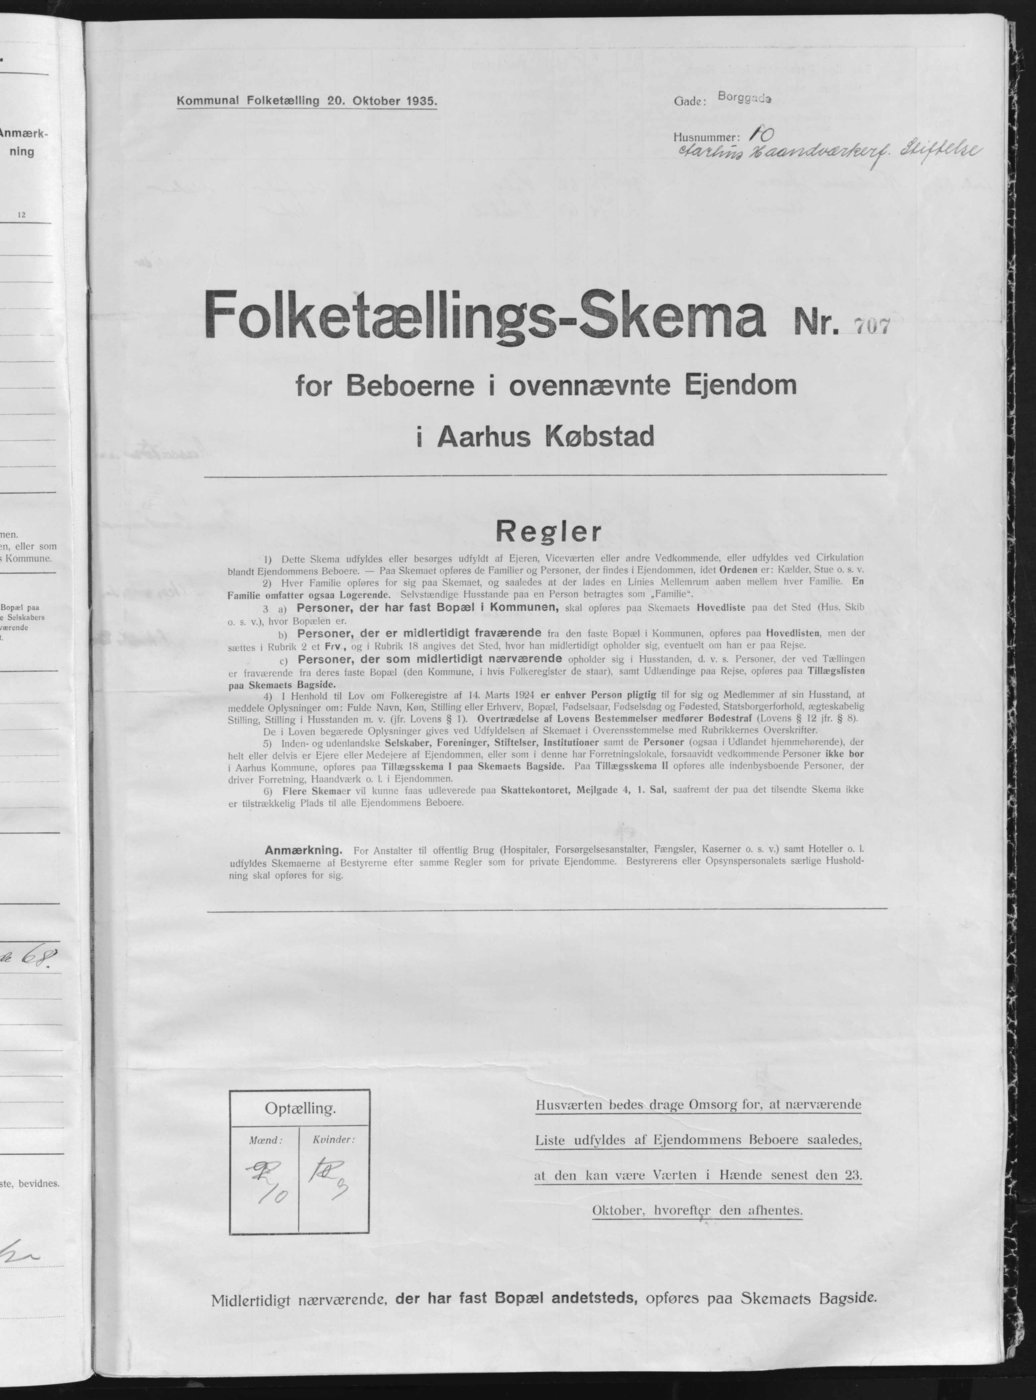 Anmærk-
ning
12
men.
en, eller som
s Kommune.
Bopæl paa
e Selskabers
værende
68.
ste, bevidnes.
Kommunal Folketælling 20. Oktober 1935.
Gade: Borggade
Husnummer: 10
Aarhus Haandværkerf. Stiftelse
Folketællings-Skema Nr. 707
for Beboerne i ovennævnte Ejendom
i Aarhus Købstad
Regler
1) Dette Skema udfyldes eller besørges udfyldt af Ejeren, Viceværten eller andre Vedkommende, eller udfyldes ved Cirkulation
blandt Ejendommens Beboere. — Paa Skemaet opføres de Familier og Personer, der findes i Ejendommen, idet Ordenen er: Kælder, Stue o. s. v.
2) Hver Familie opføres for sig paa Skemaet, og saaledes at der lades en Linies Mellemrum aaben mellem hver Familie. En
Familie omfatter ogsaa Logerende. Selvstændige Husstande paa en Person betragtes som „Familie“.
3 a) Personer, der har fast Bopæl i Kommunen, skal opføres paa Skemaets Hovedliste paa det Sted (Hus, Skib
o. s. v.), hvor Bopælen er.
b) Personer, der er midlertidigt fraværende fra den faste Bopæl i Kommunen, opføres paa Hovedlisten, men der
sættes i Rubrik 2 et Frv., og i Rubrik 18 angives det Sted, hvor han midlertidigt opholder sig, eventuelt om han er paa Rejse.
c) Personer, der som midlertidigt nærværende opholder sig i Husstanden, d. v. s. Personer, der ved Tællingen
er fraværende fra deres faste Bopæl (den Kommune, i hvis Folkeregister de staar), samt Udlændinge paa Rejse, opføres paa Tillægslisten
paa Skemaets Bagside.
4) I Henhold til Lov om Folkeregistre af 14. Marts 1924 er enhver Person pligtig til for sig og Medlemmer af sin Husstand, at
meddele Oplysninger om: Fulde Navn, Køn, Stilling eller Erhverv, Bopæl, Fødselsaar, Fødselsdag og Fødested, Statsborgerforhold, ægteskabelig
Stilling, Stilling i Husstanden m. v. (jfr. Lovens § 1). Overtrædelse af Lovens Bestemmelser medfører Bødestraf (Lovens § 12 jfr. § 8).
De i Loven begærede Oplysninger gives ved Udfyldelsen af Skemaet i Overensstemmelse med Rubrikkernes Overskrifter.
5) Inden- og udenlandske Selskaber, Foreninger, Stiftelser, Institutioner samt de Personer (ogsaa i Udlandet hjemmehørende), der
helt eller delvis er Ejere eller Medejere af Ejendommen, eller som i denne har Forretningslokale, forsaavidt vedkommende Personer ikke bor
i Aarhus Kommune, opføres paa Tillægsskema I paa Skemaets Bagside. Paa Tillægsskema II opføres alle indenbysboende Personer, der
driver Forretning, Haandværk o. l. i Ejendommen.
6) Flere Skemaer vil kunne faas udleverede paa Skattekontoret, Mejlgade 4, 1. Sal, saafremt der paa det tilsendte Skema ikke
er tilstrækkelig Plads til alle Ejendommens Beboere.
Anmærkning. For Anstalter til offentlig Brug (Hospitaler, Forsørgelsesanstalter, Fængsler, Kaserner o. s. v.) samt Hoteller o. l.
udfyldes Skemaerne af Bestyrerne efter samme Regler som for private Ejendomme. Bestyrerens eller Opsynspersonalets særlige Hushold-
ning skal opføres for sig.
Optælling.
Mænd: Kvinder:
10 9
Husværten bedes drage Omsorg for, at nærværende
Liste udfyldes af Ejendommens Beboere saaledes,
at den kan være Værten i Hænde senest den 23.
Oktober, hvorefter den afhentes.
Midlertidigt nærværende, der har fast Bopæl andetsteds, opføres paa Skemaets Bagside.